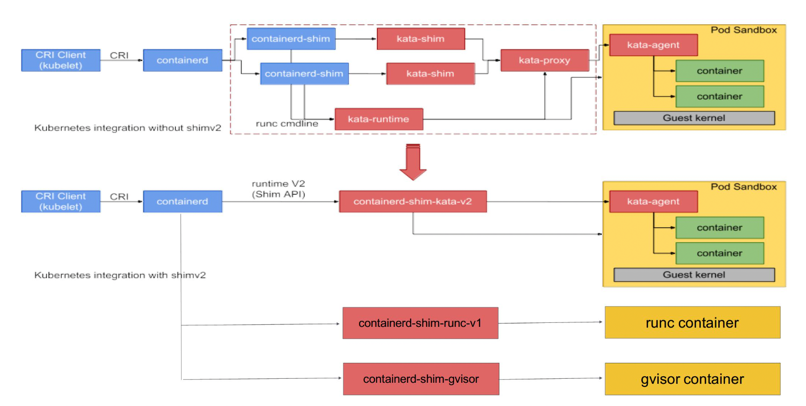 Pod Sandbox
containerd-shim
kata-shim
kata-agent
CRI Client
(kubelet)
CRI
containerd
kata-proxy
container
containerd-shim
kata-shim
container
kata-runtime
Guest kernel
runc cmdline
Kubernetes integration without shimv2
runtime V2
(Shim API)
Pod Sandbox
CRI Client
(kubelet)
CRI
containerd
containerd-shim-kata-v2
kata-agent
container
container
Kubernetes integration with shimv2
Guest kernel
containerd-shim-runc-v1
runc container
containerd-shim-gvisor
gvisor container